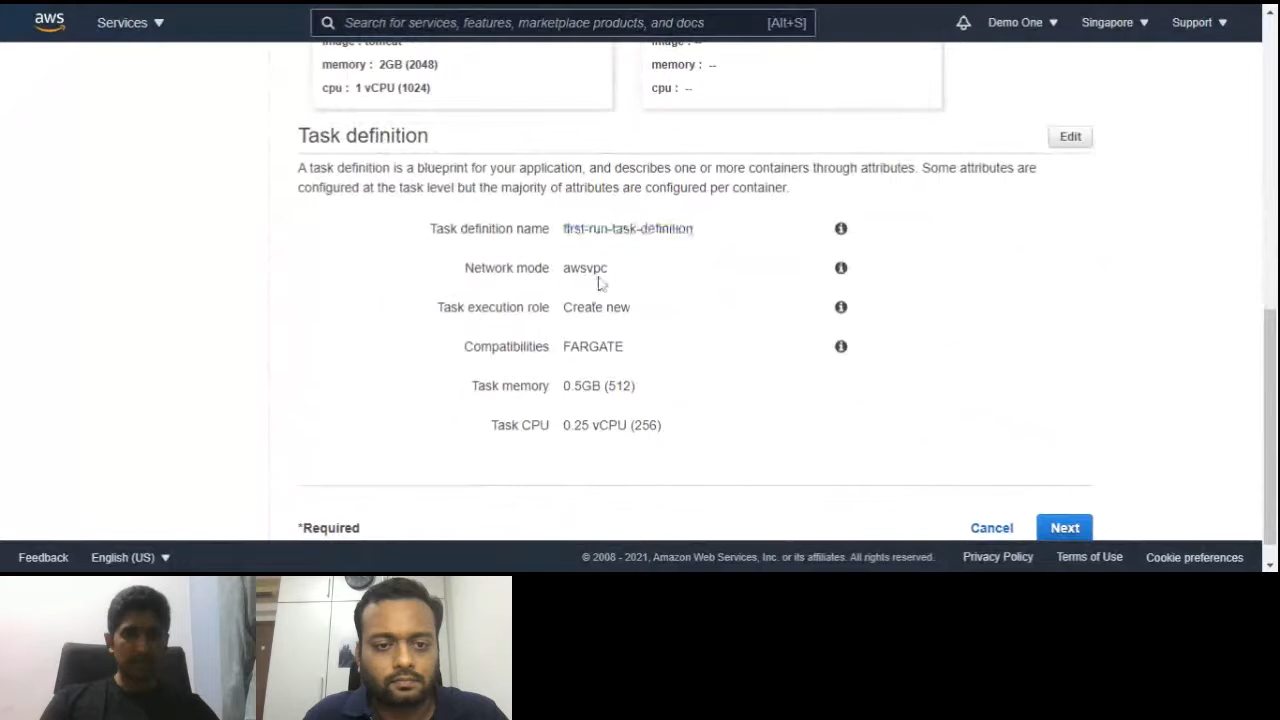 aws Services Search for services, features, marketplace products, and docs [Alt+S] Demo One Singapore Support
image : tomcat image : --
memory : 2GB (2048) memory : --
cpu : 1 vCPU (1024) cpu : --
Task definition Edit
A task definition is a blueprint for your application, and describes one or more containers through attributes. Some attributes are
configured at the task level but the majority of attributes are configured per container.
Task definition name first-run-task-definition
Network mode awsvpc
Task execution role Create new
Compatibilities FARGATE
Task memory 0.5GB (512)
Task CPU 0.25 vCPU (256)
*Required Cancel Next
Feedback English (US) © 2008 - 2021, Amazon Web Services, Inc. or its affiliates. All rights reserved. Privacy Policy Terms of Use Cookie preferences